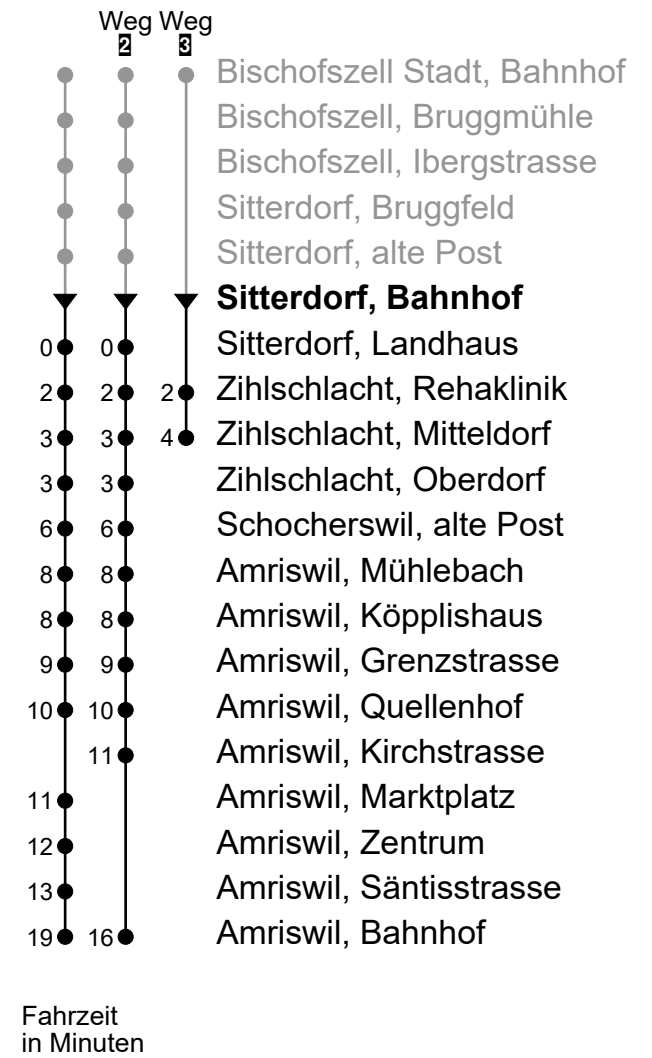 Weg Weg
2 3
Bischofszell Stadt, Bahnhof
Bischofszell, Bruggmühle
Bischofszell, Ibergstrasse
Sitterdorf, Bruggfeld
Sitterdorf, alte Post
Sitterdorf, Bahnhof
0 0 Sitterdorf, Landhaus
2 2 2 Zihlschlacht, Rehaklinik
3 3 4 Zihlschlacht, Mitteldorf
3 3 Zihlschlacht, Oberdorf
6 6 Schocherswil, alte Post
8 8 Amriswil, Mühlebach
8 8 Amriswil, Köpplishaus
9 9 Amriswil, Grenzstrasse
10 10 Amriswil, Quellenhof
11 Amriswil, Kirchstrasse
11 Amriswil, Marktplatz
12 Amriswil, Zentrum
13 Amriswil, Säntisstrasse
19 16 Amriswil, Bahnhof
Fahrzeit
in Minuten